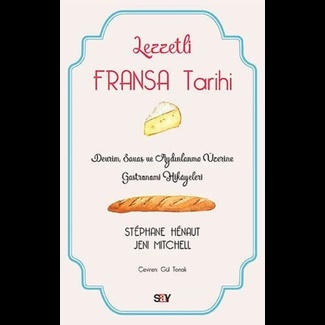 Lezzetli
FRANSA Tarihi
Devrim, Savaş ve Aydınlanma Üzerine
Gastronomi Hikâyeleri
STÉPHANE HÉNAUT
JENI MITCHELL
Çeviren: Gül Tonak
SAY